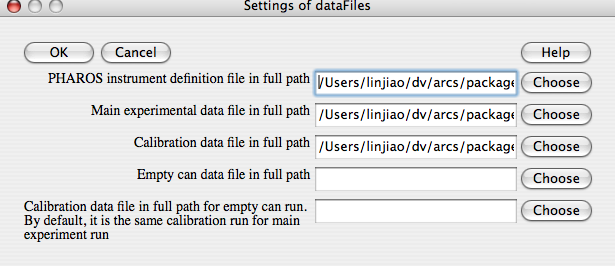 Settings of dataFiles
OK Cancel Help
PHAROS instrument definition file in full path /Users/linjiao/dv/arcs/package Choose
Main experimental data file in full path /Users/linjiao/dv/arcs/package Choose
Calibration data file in full path /Users/linjiao/dv/arcs/package Choose
Empty can data file in full path Choose
Calibration data file in full path for empty can run. Choose
By default, it is the same calibration run for main
experiment run